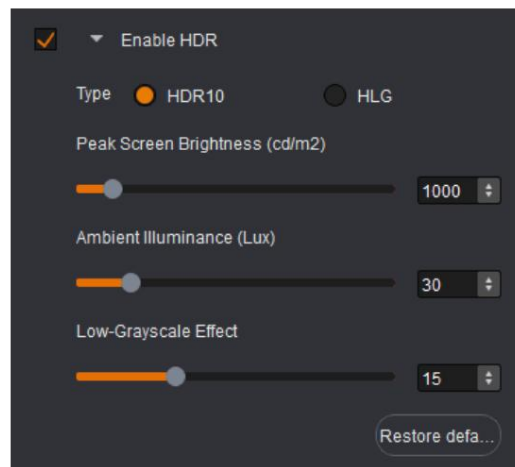 Enable HDR
Type HDR10 HLG
Peak Screen Brightness (cd/m2)
1000
Ambient Illuminance (Lux)
30
Low-Grayscale Effect
15
Restore defa...